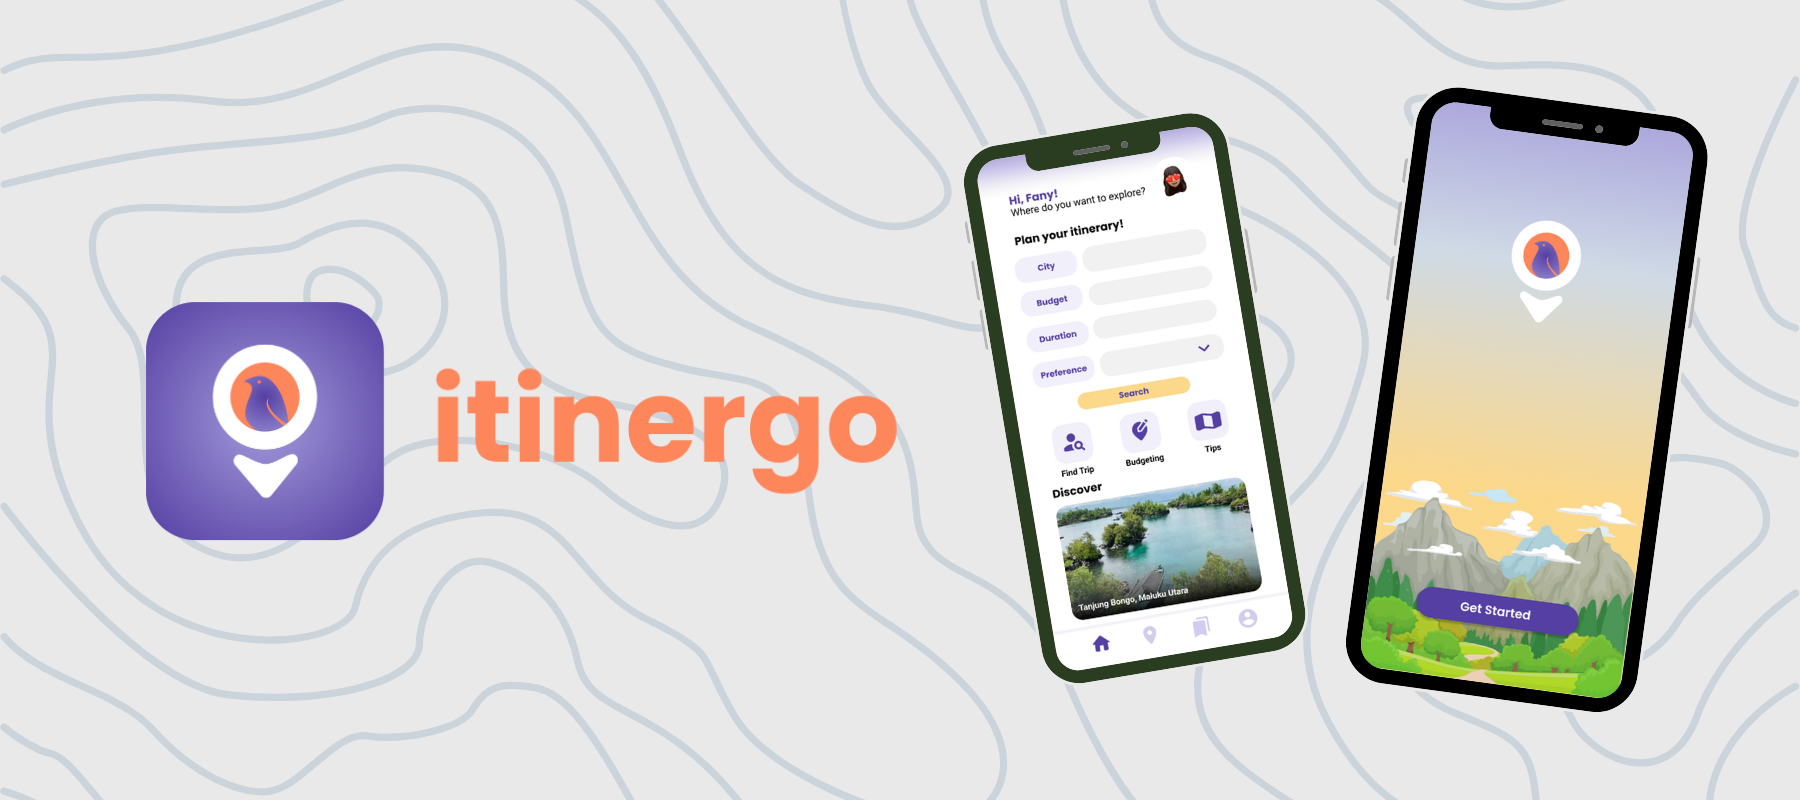 itinergo
Hi, Fany!
Where do you want to explore?
Plan your itinerary!
City
Budget
Duration
Preference
Search
Find Trip
Budgeting
Tips
Discover
Tanjung Bongo, Maluku Utara
Get Started